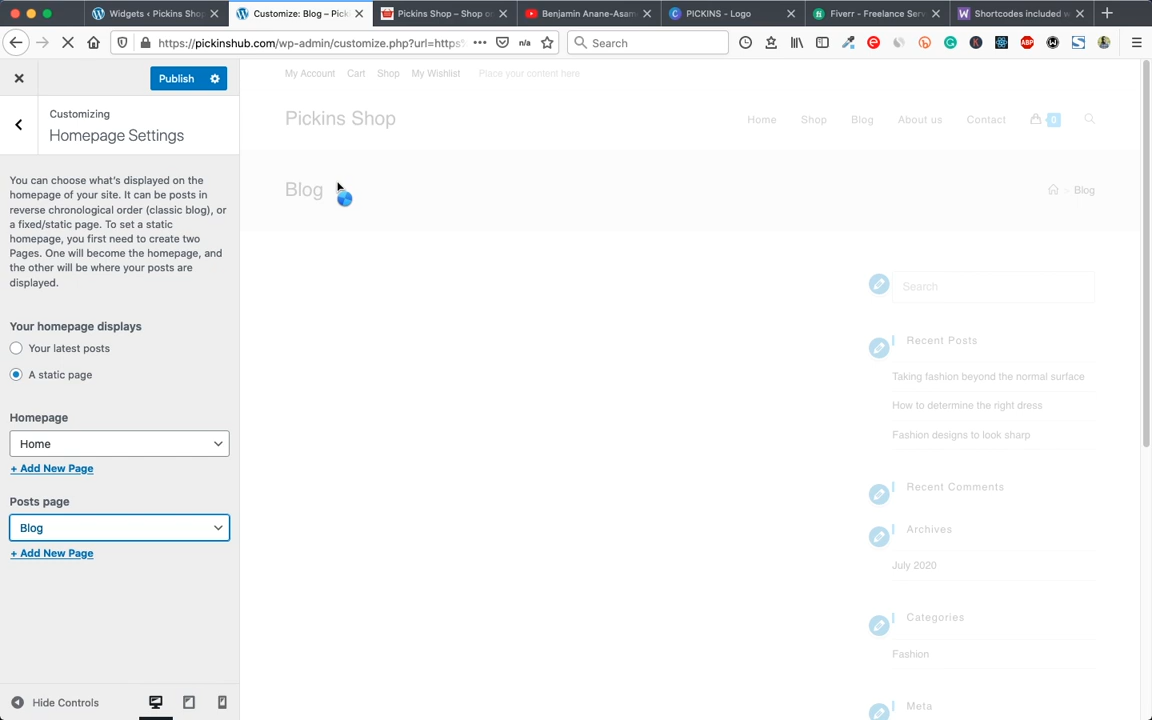 Widgets ‹ Pickins Shop
Customize: Blog – Pick
Pickins Shop – Shop o
Benjamin Anane-Asam
PICKINS - Logo
Fiverr - Freelance Ser
Shortcodes included w
https://pickinshub.com/wp-admin/customize.php?url=https
n/a
Search
ABP
Publish
Customizing
Homepage Settings
You can choose what's displayed on the
homepage of your site. It can be posts in
reverse chronological order (classic blog), or
a fixed/static page. To set a static
homepage, you first need to create two
Pages. One will become the homepage, and
the other will be where your posts are
displayed.
Your homepage displays
Your latest posts
A static page
Homepage
Home
+ Add New Page
Posts page
Blog
+ Add New Page
Hide Controls
My Account Cart Shop My Wishlist Place your content here
Pickins Shop
Home Shop Blog About us Contact 0
Blog
> Blog
Search
Recent Posts
Taking fashion beyond the normal surface
How to determine the right dress
Fashion designs to look sharp
Recent Comments
Archives
July 2020
Categories
Fashion
Meta